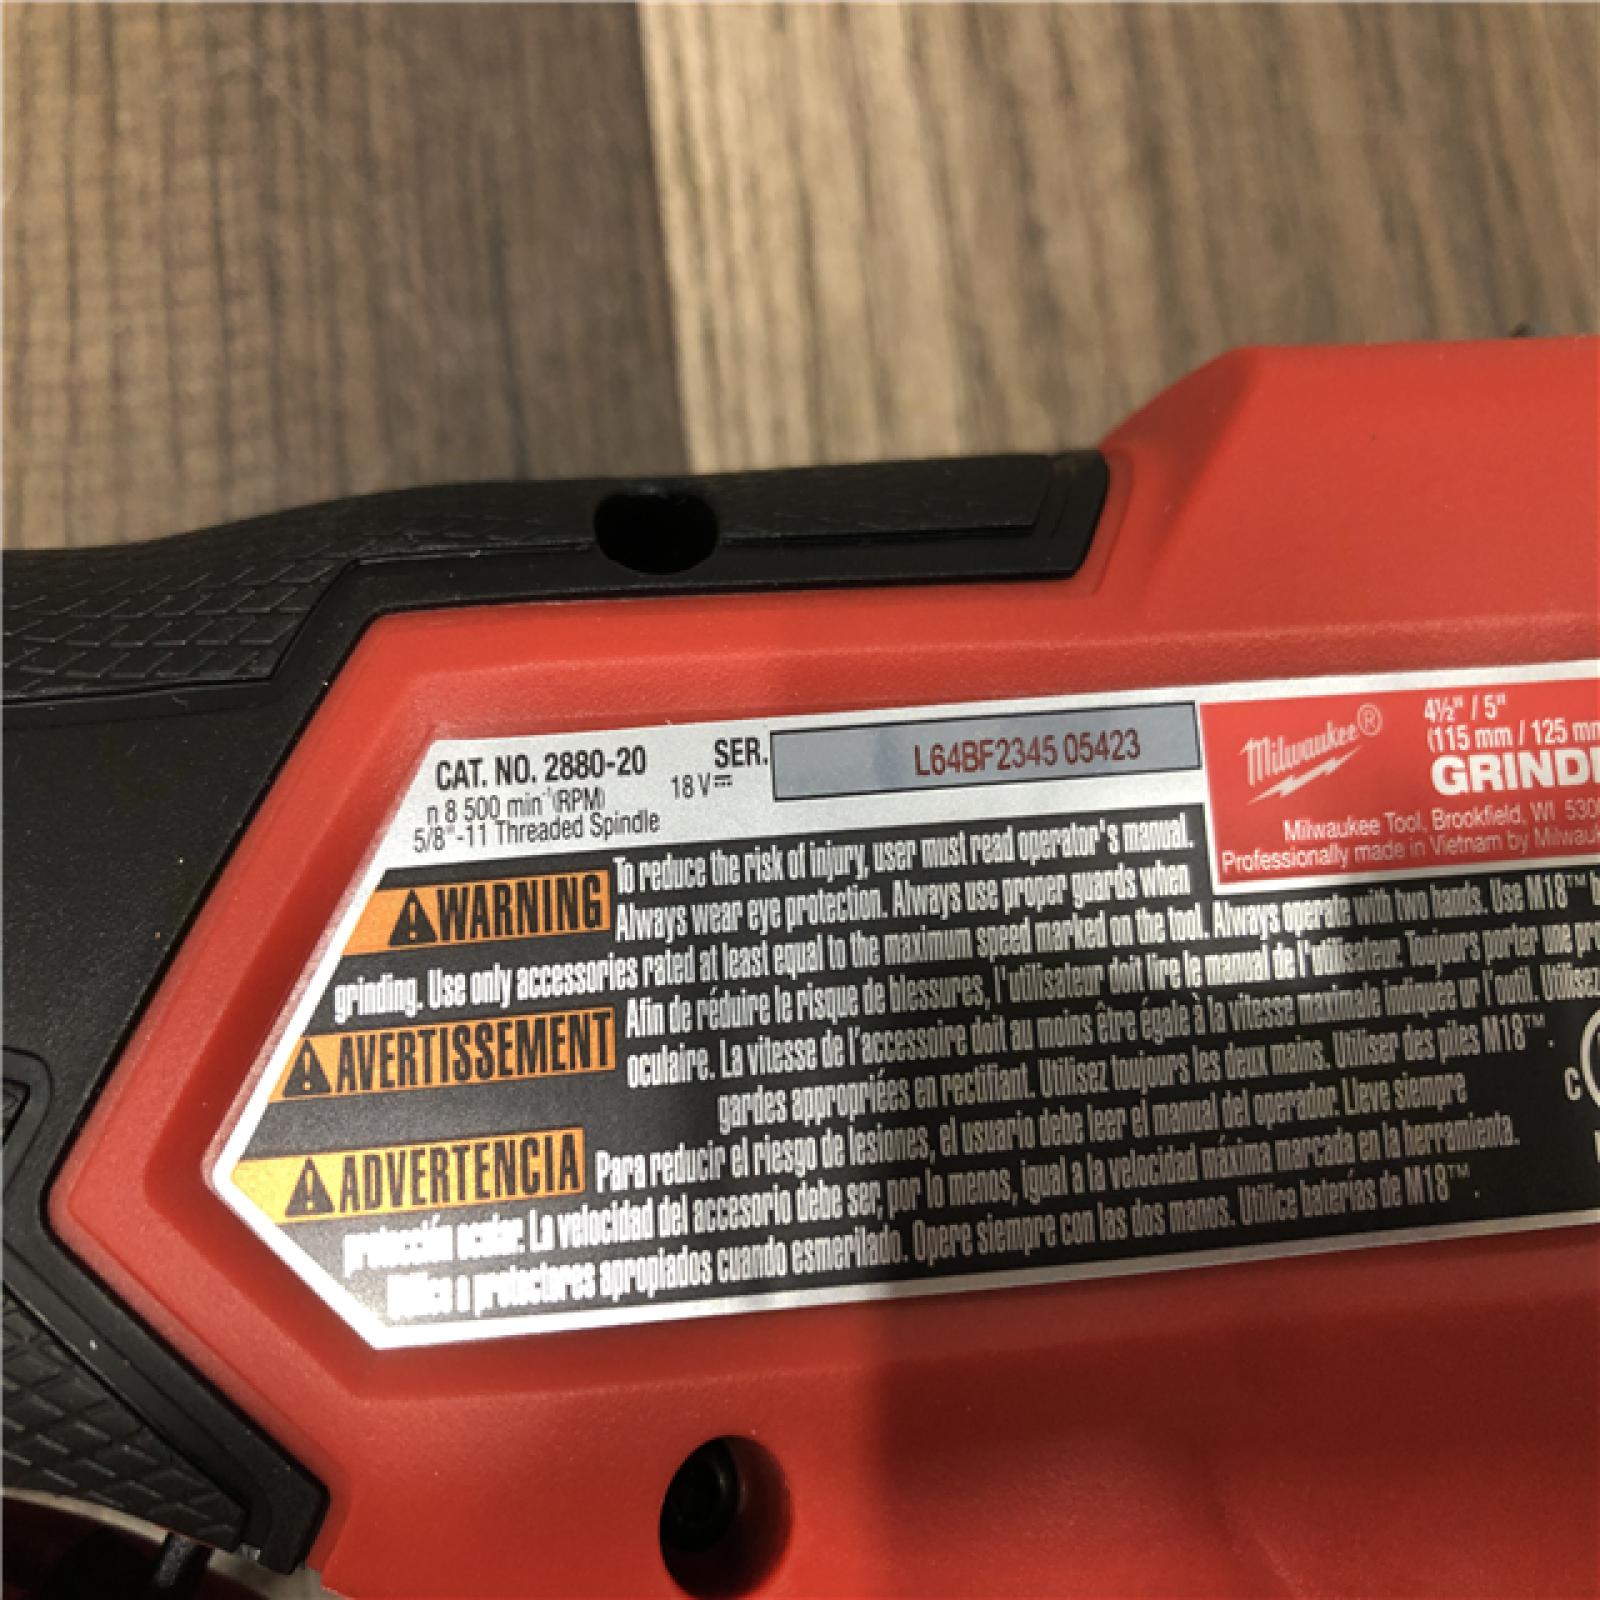 CAT. NO. 2880-20
SER. L64BF2345 05423
18 V
n 8 500 min⁻¹ (RPM)
5/8"-11 Threaded Spindle
Milwaukee®
4½" / 5"
(115 mm / 125 mm
GRIND
Milwaukee Tool, Brookfield, WI
Professionally made in Vietnam by
WARNING To reduce the risk of injury, user must read operator's manual.
Always wear eye protection. Always use proper guards when
grinding. Use only accessories rated at least equal to the maximum speed marked on the tool. Always operate with two hands. Use M18™
AVERTISSEMENT Afin de réduire le risque de blessures, l'utilisateur doit lire le manuel de l'utilisateur. Toujours porter une
oculaire. La vitesse de l'accessoire doit au moins être égale à la vitesse maximale indiquée ur l'outil. Utilisez
gardes appropriées en rectifiant. Utilisez toujours les deux mains. Utiliser des piles M18™.
ADVERTENCIA Para reducir el riesgo de lesiones, el usuario debe leer el manual del operador. Lleve siempre
protección ocular. La velocidad del accesorio debe ser, por lo menos, igual a la velocidad máxima marcada en la herramienta.
Utilice protectores apropiados cuando esmerilado. Opere siempre con las dos manos. Utilice baterías de M18™.
C